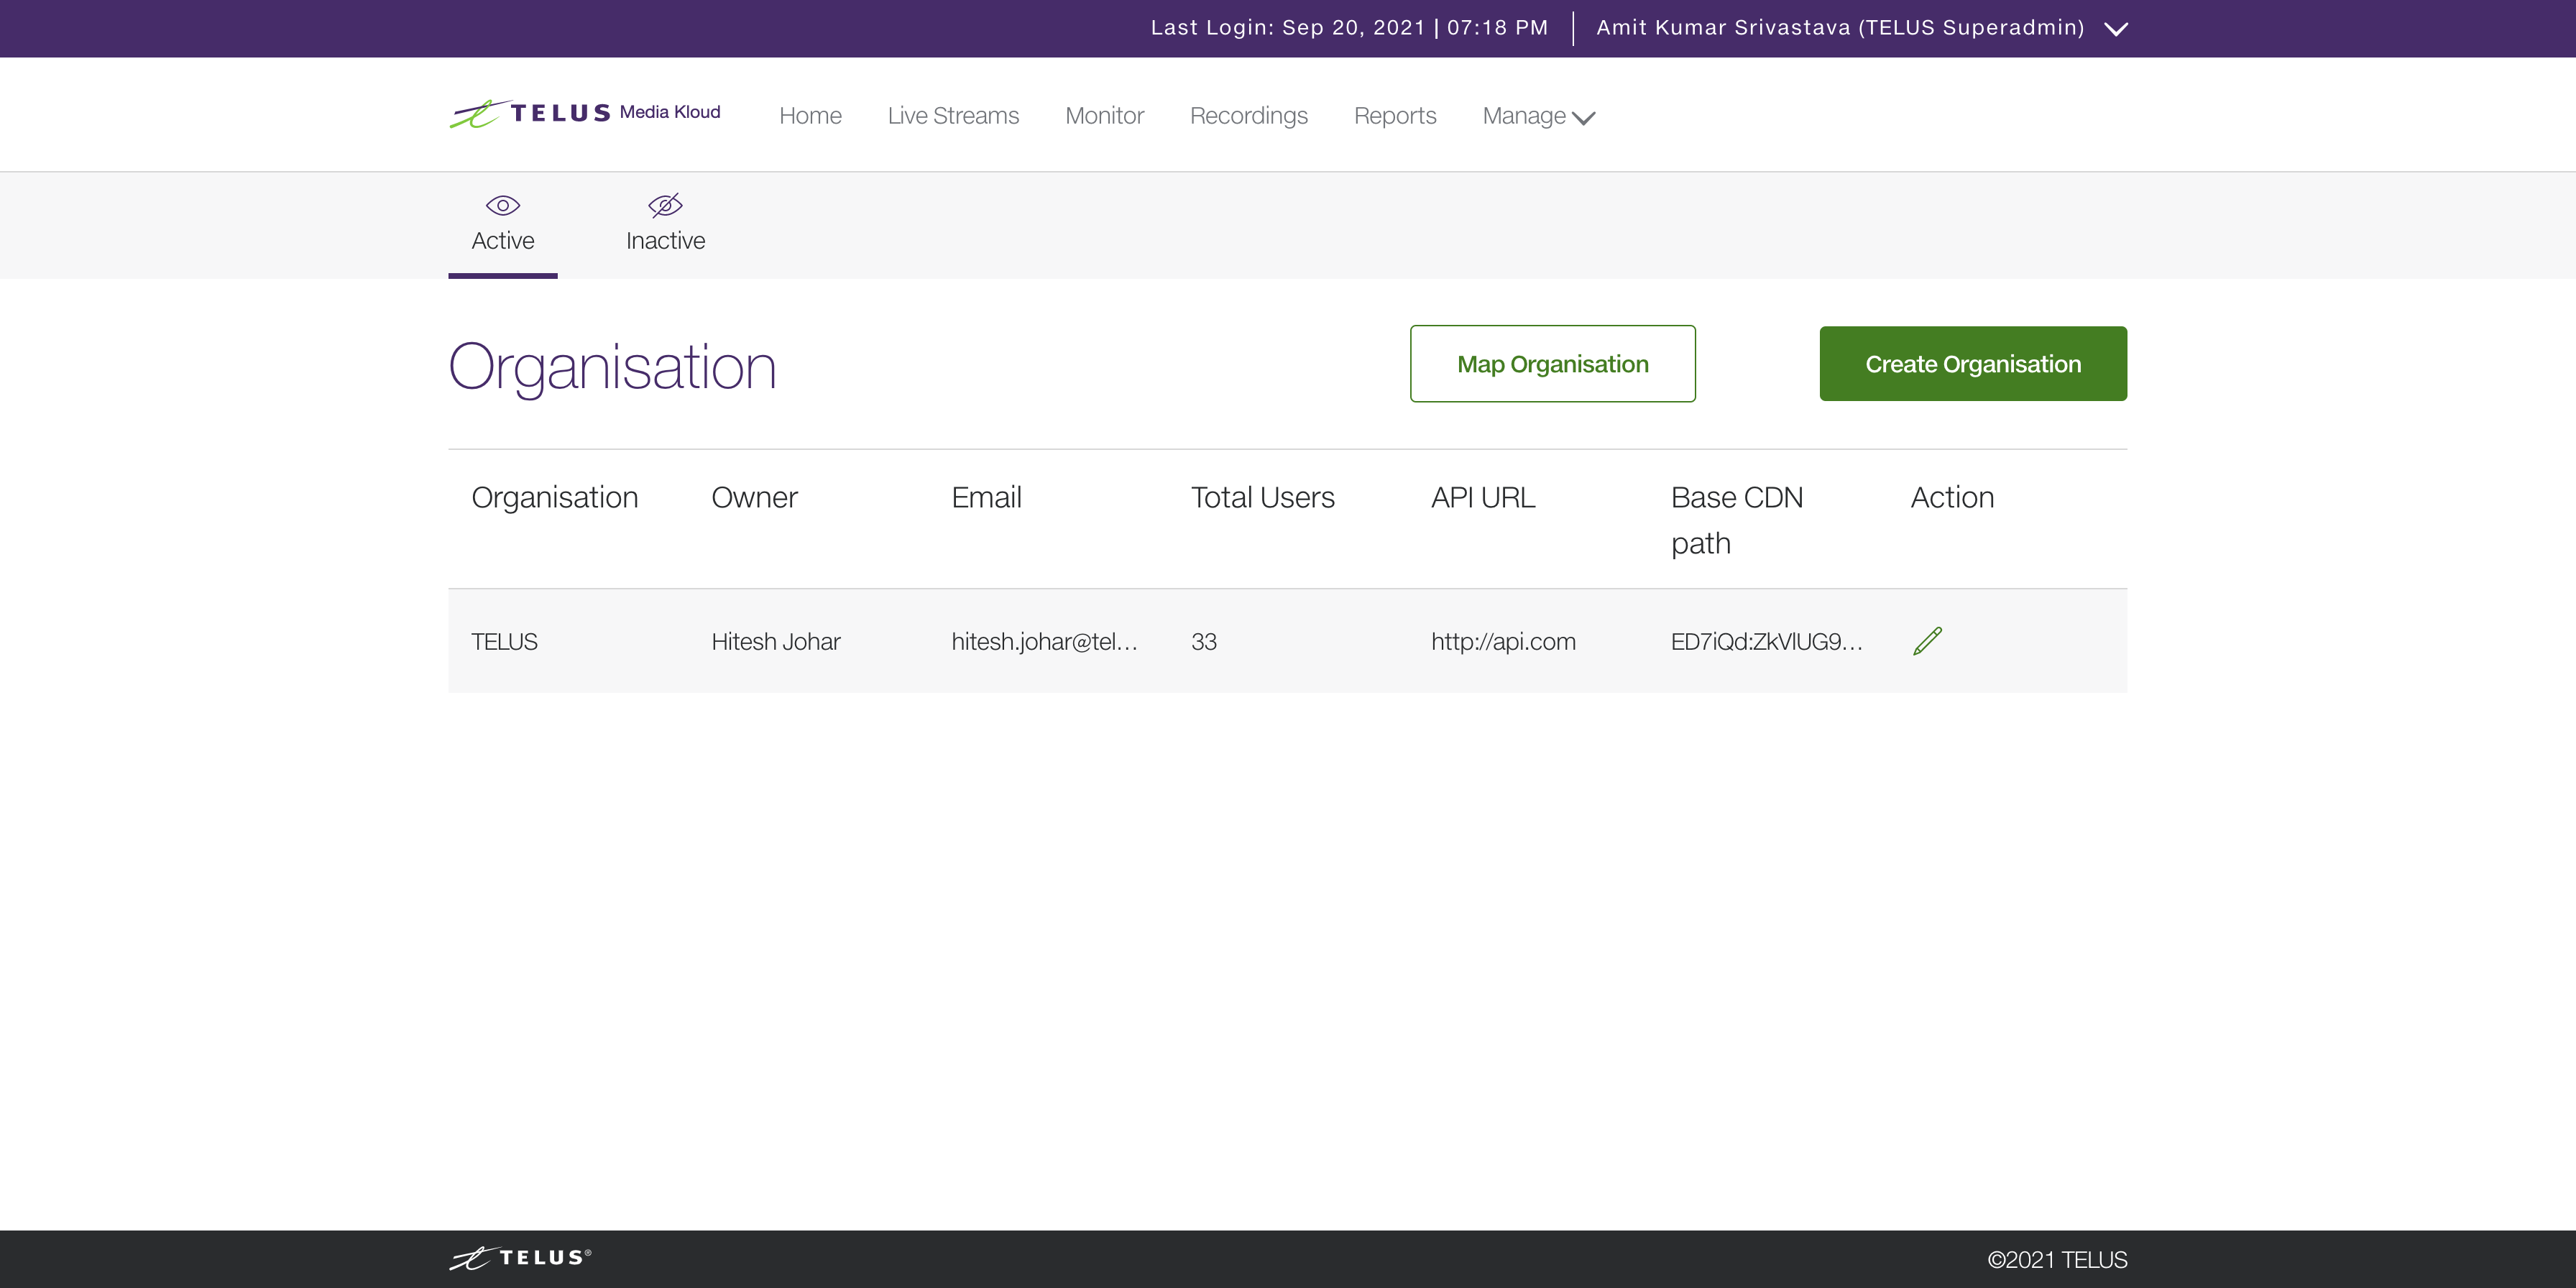 Last Login: Sep 20, 2021 | 07:18 PM
Amit Kumar Srivastava (TELUS Superadmin)
TELUS Media Kloud
Home Live Streams Monitor Recordings Reports Manage
Active Inactive
Organisation
Map Organisation
Create Organisation
Organisation Owner Email Total Users API URL Base CDN path Action
TELUS Hitesh Johar hitesh.johar@tel... 33 http://api.com ED7iQd:ZkVlUG9...
TELUS®
©2021 TELUS